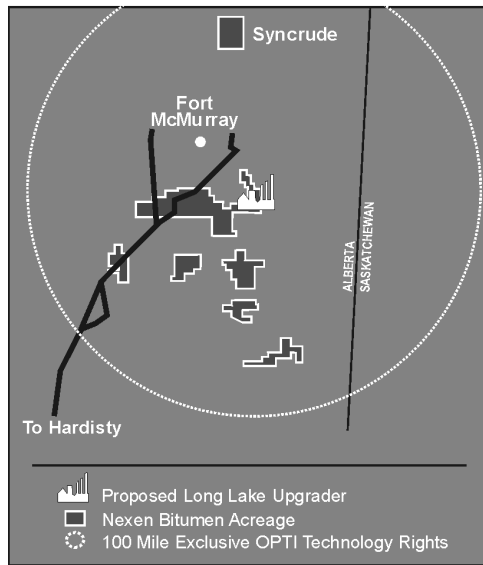 Syncrude
Fort
McMurray
ALBERTA
SASKATCHEWAN
To Hardisty
Proposed Long Lake Upgrader
Nexen Bitumen Acreage
100 Mile Exclusive OPTI Technology Rights